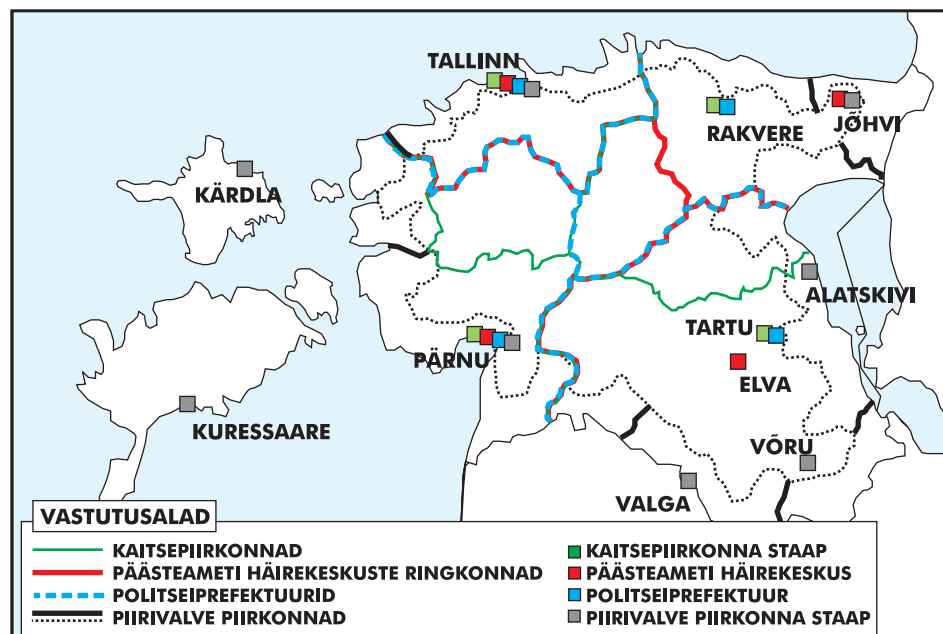 TALLINN
RAKVERE
JÕHVI
KÄRDLA
ALATSKIVI
TARTU
PÄRNU
ELVA
KURESSAARE
VÕRU
VALGA
VASTUTUSALAD
KAITSEPIIRKONNAD
PÄÄSTEAMETI HÄIREKESKUSTE RINGKONNAD
POLITSEIPREFEKTUURID
PIIRIVALVE PIIRKONNAD
KAITSEPIIRKONNA STAAP
PÄÄSTEAMETI HÄIREKESKUS
POLITSEIPREFEKTUUR
PIIRIVALVE PIIRKONNA STAAP